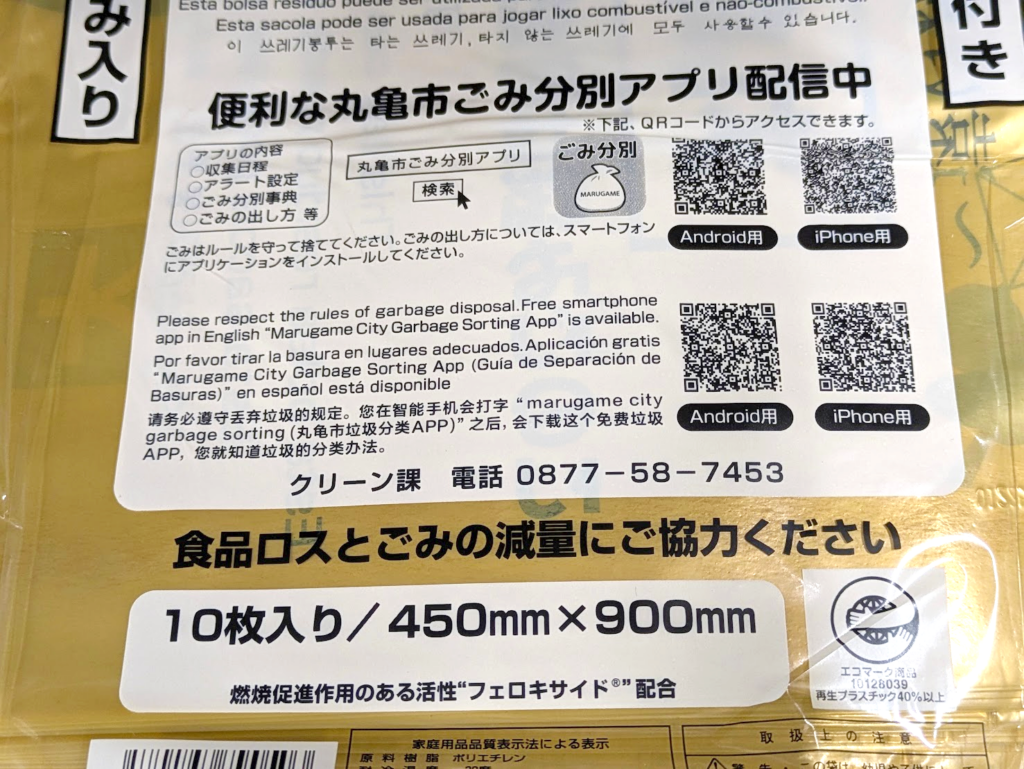 み入り
付き
Esta bolsa residuo puede ser utilizada
Esta sacola pode ser usada para jogar lixo combustível e não-combustível.
이 쓰레기봉투는 타는 쓰레기, 타지 않는 쓰레기에 모두 사용할수 있습니다.
便利な丸亀市ごみ分別アプリ配信中
※下記、QRコードからアクセスできます。
アプリの内容
○収集日程
○アラート設定
○ごみ分別事典
○ごみの出し方 等
丸亀市ごみ分別アプリ
検索
ごみ分別
MARUGAME
Android用
iPhone用
ごみはルールを守って捨ててください。ごみの出し方については、スマートフォン
にアプリケーションをインストールしてください。
Please respect the rules of garbage disposal.Free smartphone
app in English “Marugame City Garbage Sorting App” is available.
Por favor tirar la basura en lugares adecuados.Aplicación gratis
“Marugame City Garbage Sorting App (Guía de Separación de
Basuras)” en español está disponible
请务必遵守丢弃垃圾的规定。您在智能手机会打字“marugame city
garbage sorting (丸亀市垃圾分类APP)”之后, 会下载这个免费垃圾
APP, 您就知道垃圾的分类办法。
Android用
iPhone用
クリーン課 電話 0877-58-7453
食品ロスとごみの減量にご協力ください
10枚入り／450mm×900mm
燃焼促進作用のある活性“フェロキサイド®”配合
エコマーク商品
10128039
再生プラスチック40%以上
家庭用品品質表示法による表示
原料樹脂 ポリエチレン
取扱上の注意